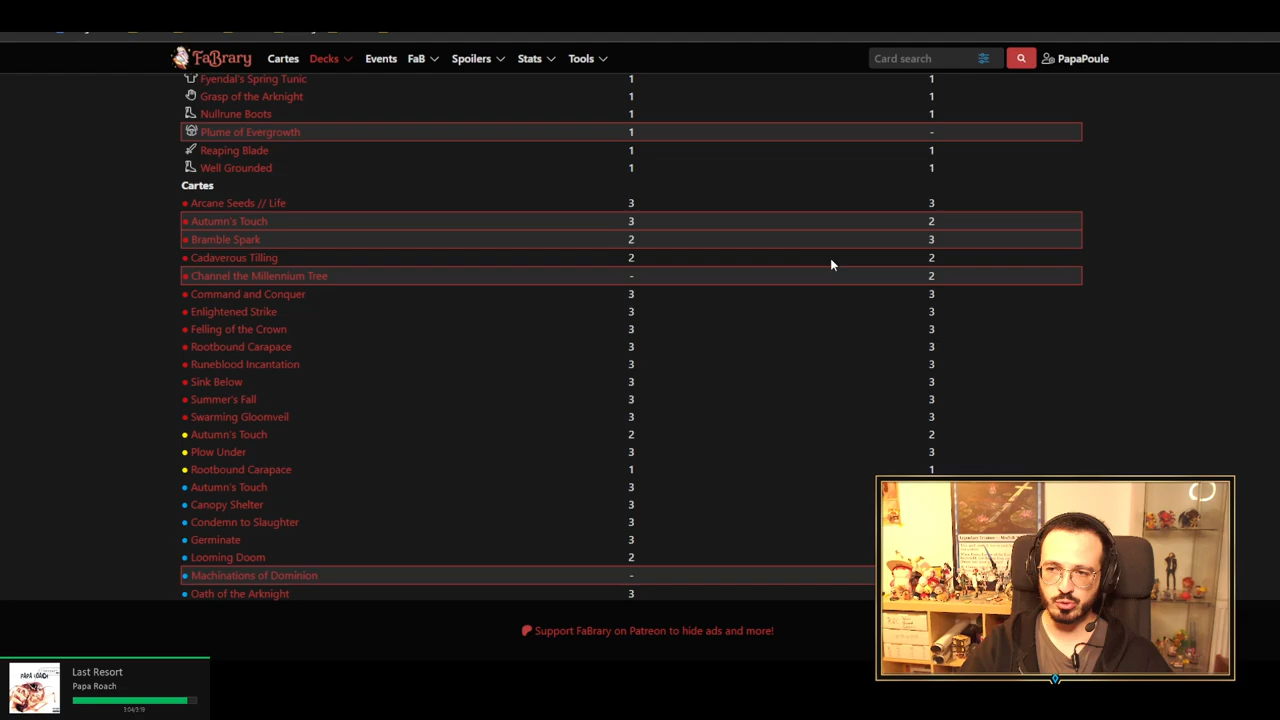 FaBrary Cartes Decks Events FaB Spoilers Stats Tools Card search PapaPoule
Fyendal's Spring Tunic 1 1
Grasp of the Arknight 1 1
Nullrune Boots 1 1
Plume of Evergrowth 1 -
Reaping Blade 1 1
Well Grounded 1 1
Cartes
Arcane Seeds // Life 3 3
Autumn's Touch 3 2
Bramble Spark 2 3
Cadaverous Tilling 2 2
Channel the Millennium Tree - 2
Command and Conquer 3 3
Enlightened Strike 3 3
Felling of the Crown 3 3
Rootbound Carapace 3 3
Runeblood Incantation 3 3
Sink Below 3 3
Summer's Fall 3 3
Swarming Gloomveil 3 3
Autumn's Touch 2 2
Plow Under 3 3
Rootbound Carapace 1 1
Autumn's Touch 3
Canopy Shelter 3
Condemn to Slaughter 3
Germinate 3
Looming Doom 2
Machinations of Dominion -
Oath of the Arknight 3
Support FaBrary on Patreon to hide ads and more!
Last Resort
Papa Roach
3:04/3:19
PAPA ROACH